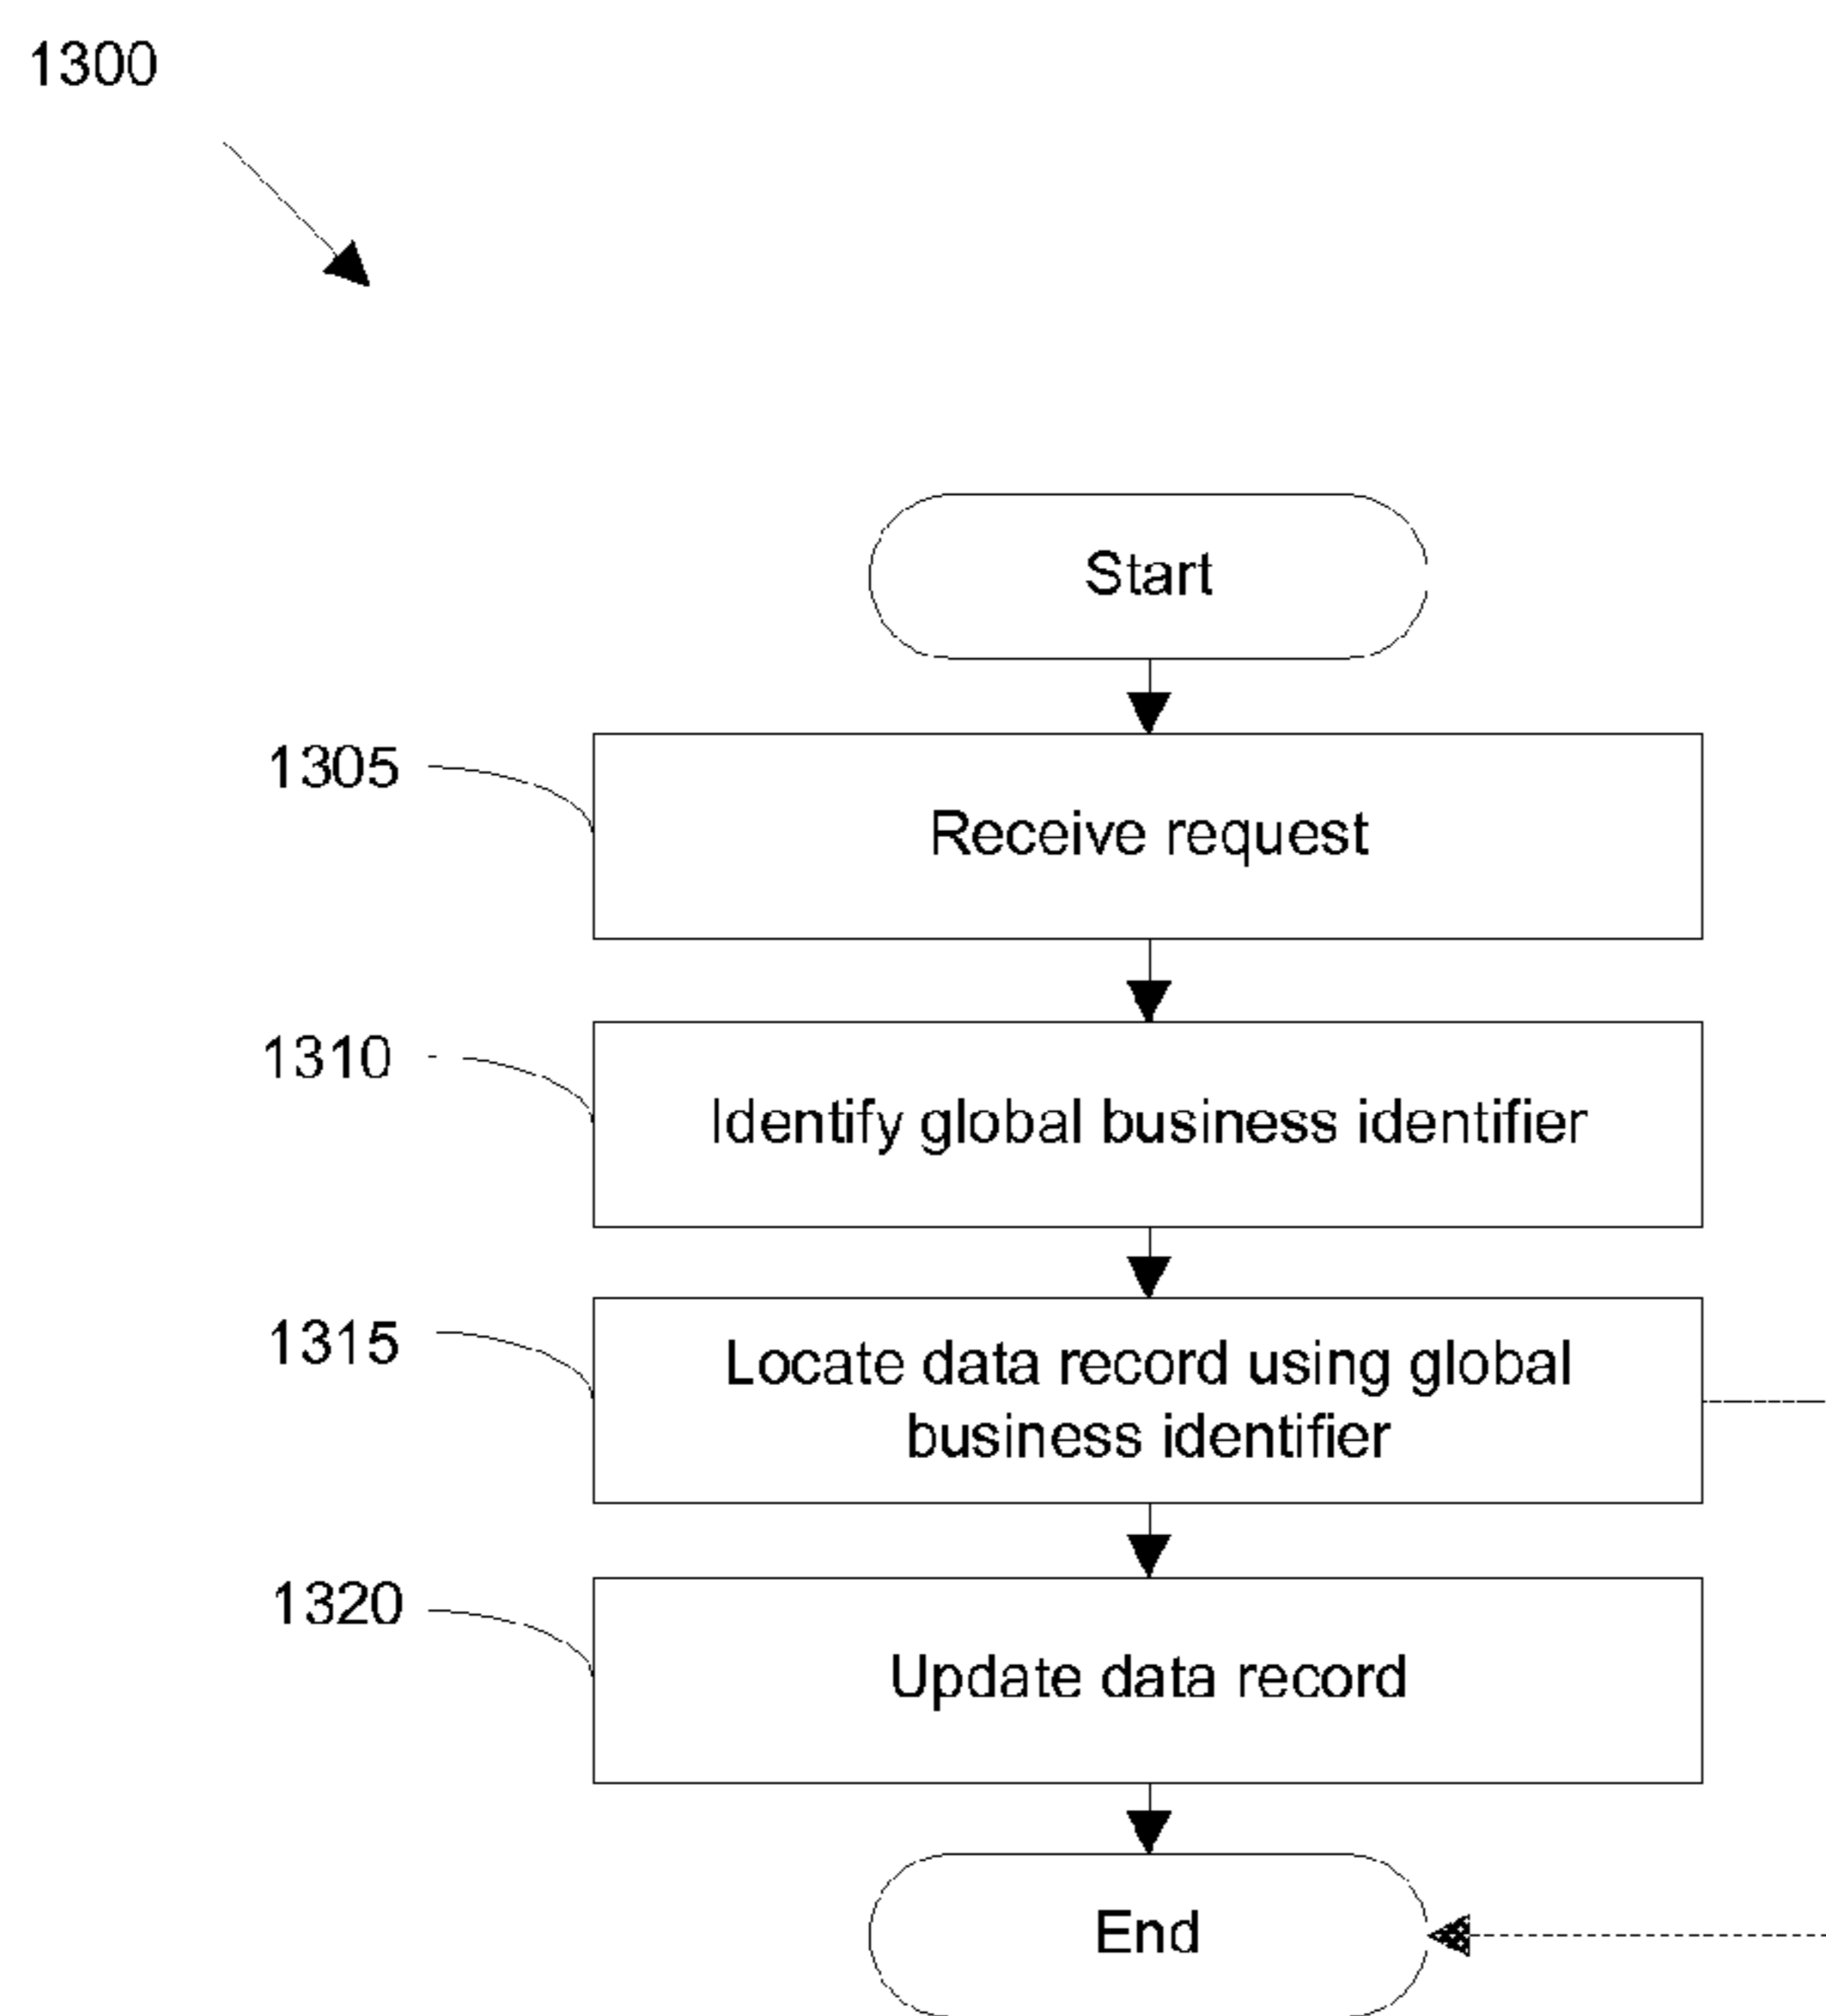 1300
Start
1305
Receive request
1310
Identify global business identifier
1315
Locate data record using global
business identifier
1320
Update data record
End